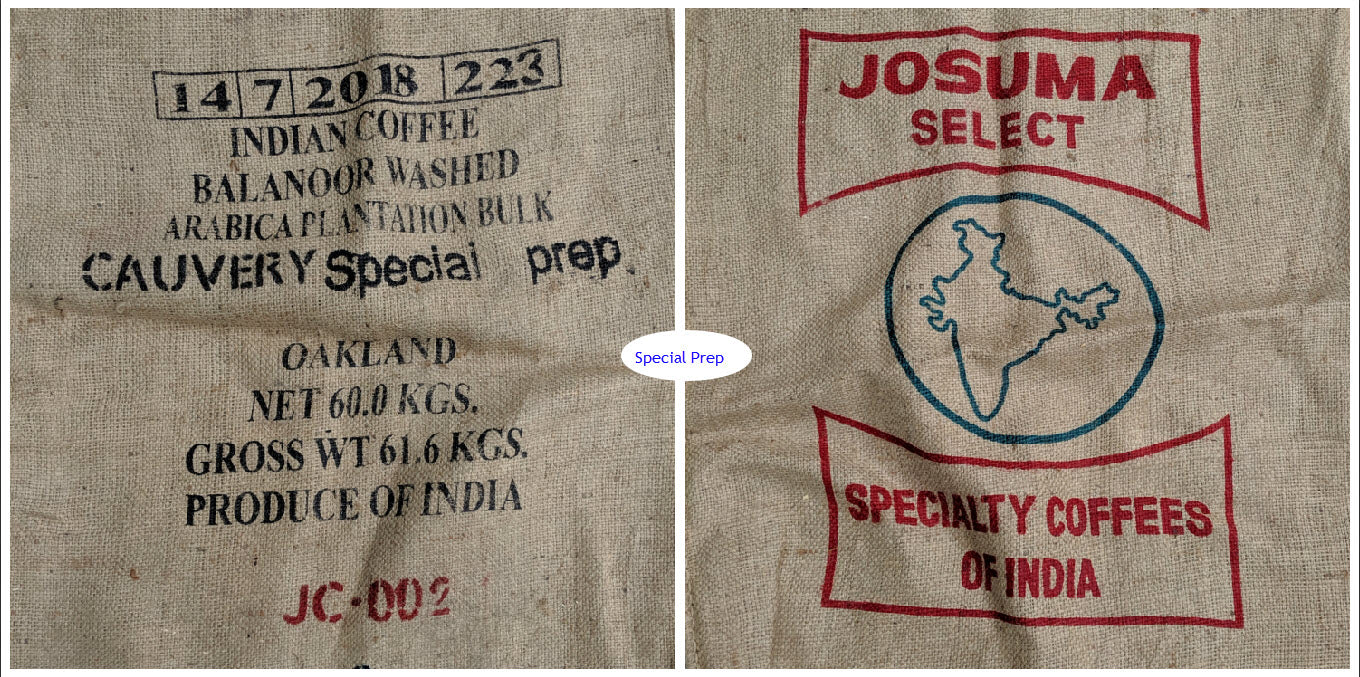 14 7 2018 223
INDIAN COFFEE
BALANOOR WASHED
ARABICA PLANTATION BULK
CAUVERY Special prep.
OAKLAND
NET 60.0 KGS.
GROSS WT 61.6 KGS.
PRODUCE OF INDIA
JC-002
Special Prep
JOSUMA
SELECT
SPECIALTY COFFEES
OF INDIA